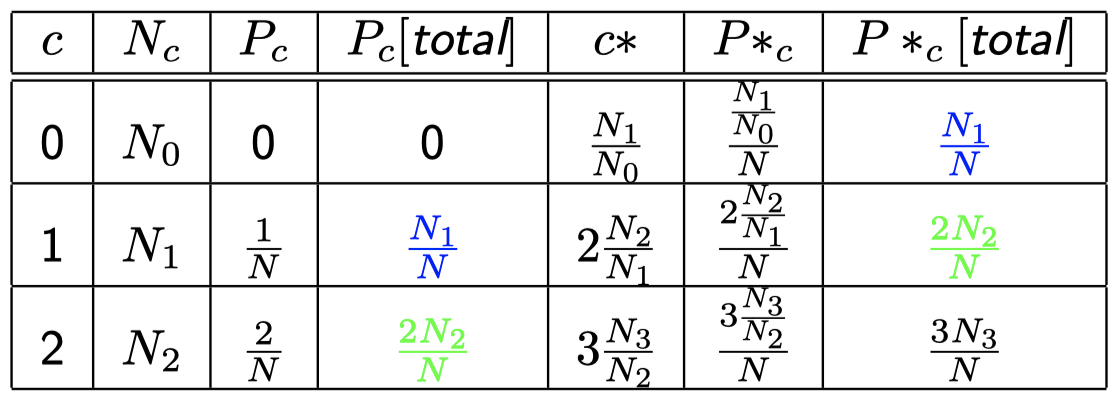 c N_c P_c P_c[total] c* P*_c P*_c [total]
0 N_0 0 0 \frac{N_1}{N_0} \frac{\frac{N_1}{N_0}}{N} \frac{N_1}{N}
1 N_1 \frac{1}{N} \frac{N_1}{N} 2\frac{N_2}{N_1} \frac{2\frac{N_2}{N_1}}{N} \frac{2N_2}{N}
2 N_2 \frac{2}{N} \frac{2N_2}{N} 3\frac{N_3}{N_2} \frac{3\frac{N_3}{N_2}}{N} \frac{3N_3}{N}